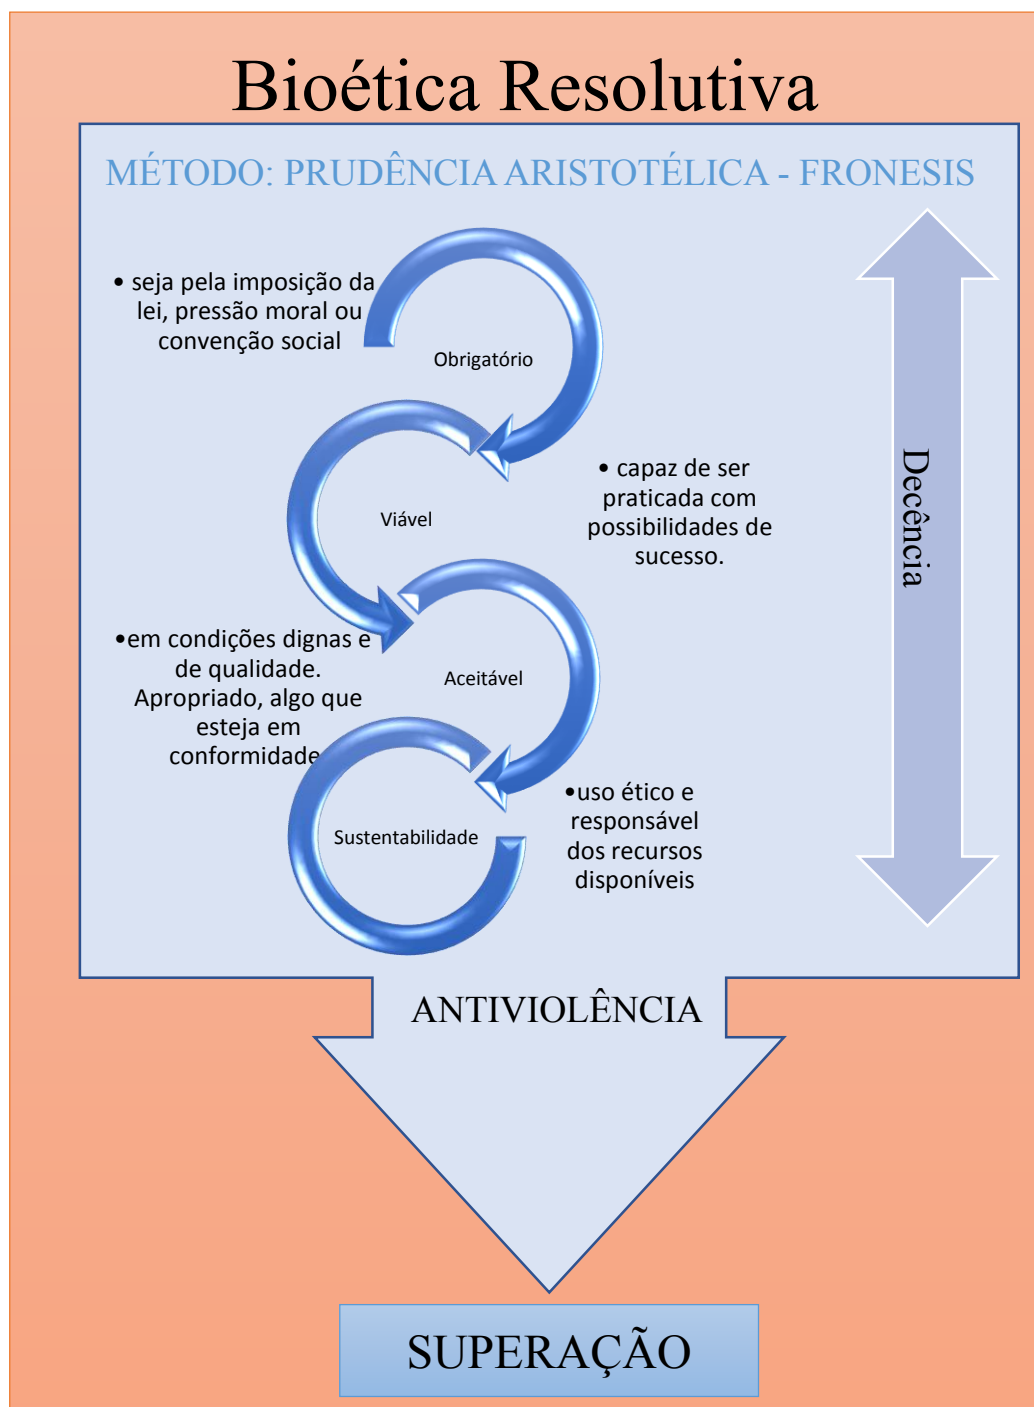 Bioética Resolutiva
MÉTODO: PRUDÊNCIA ARISTOTÉLICA - FRONESIS
• seja pela imposição da
lei, pressão moral ou
convenção social
Obrigatório
• capaz de ser
praticada com
possibilidades de
sucesso.
Viável
•em condições dignas e
de qualidade.
Apropriado, algo que
esteja em
conformidade
Aceitável
•uso ético e
responsável
dos recursos
disponíveis
Sustentabilidade
Decência
ANTIVIOLÊNCIA
SUPERAÇÃO